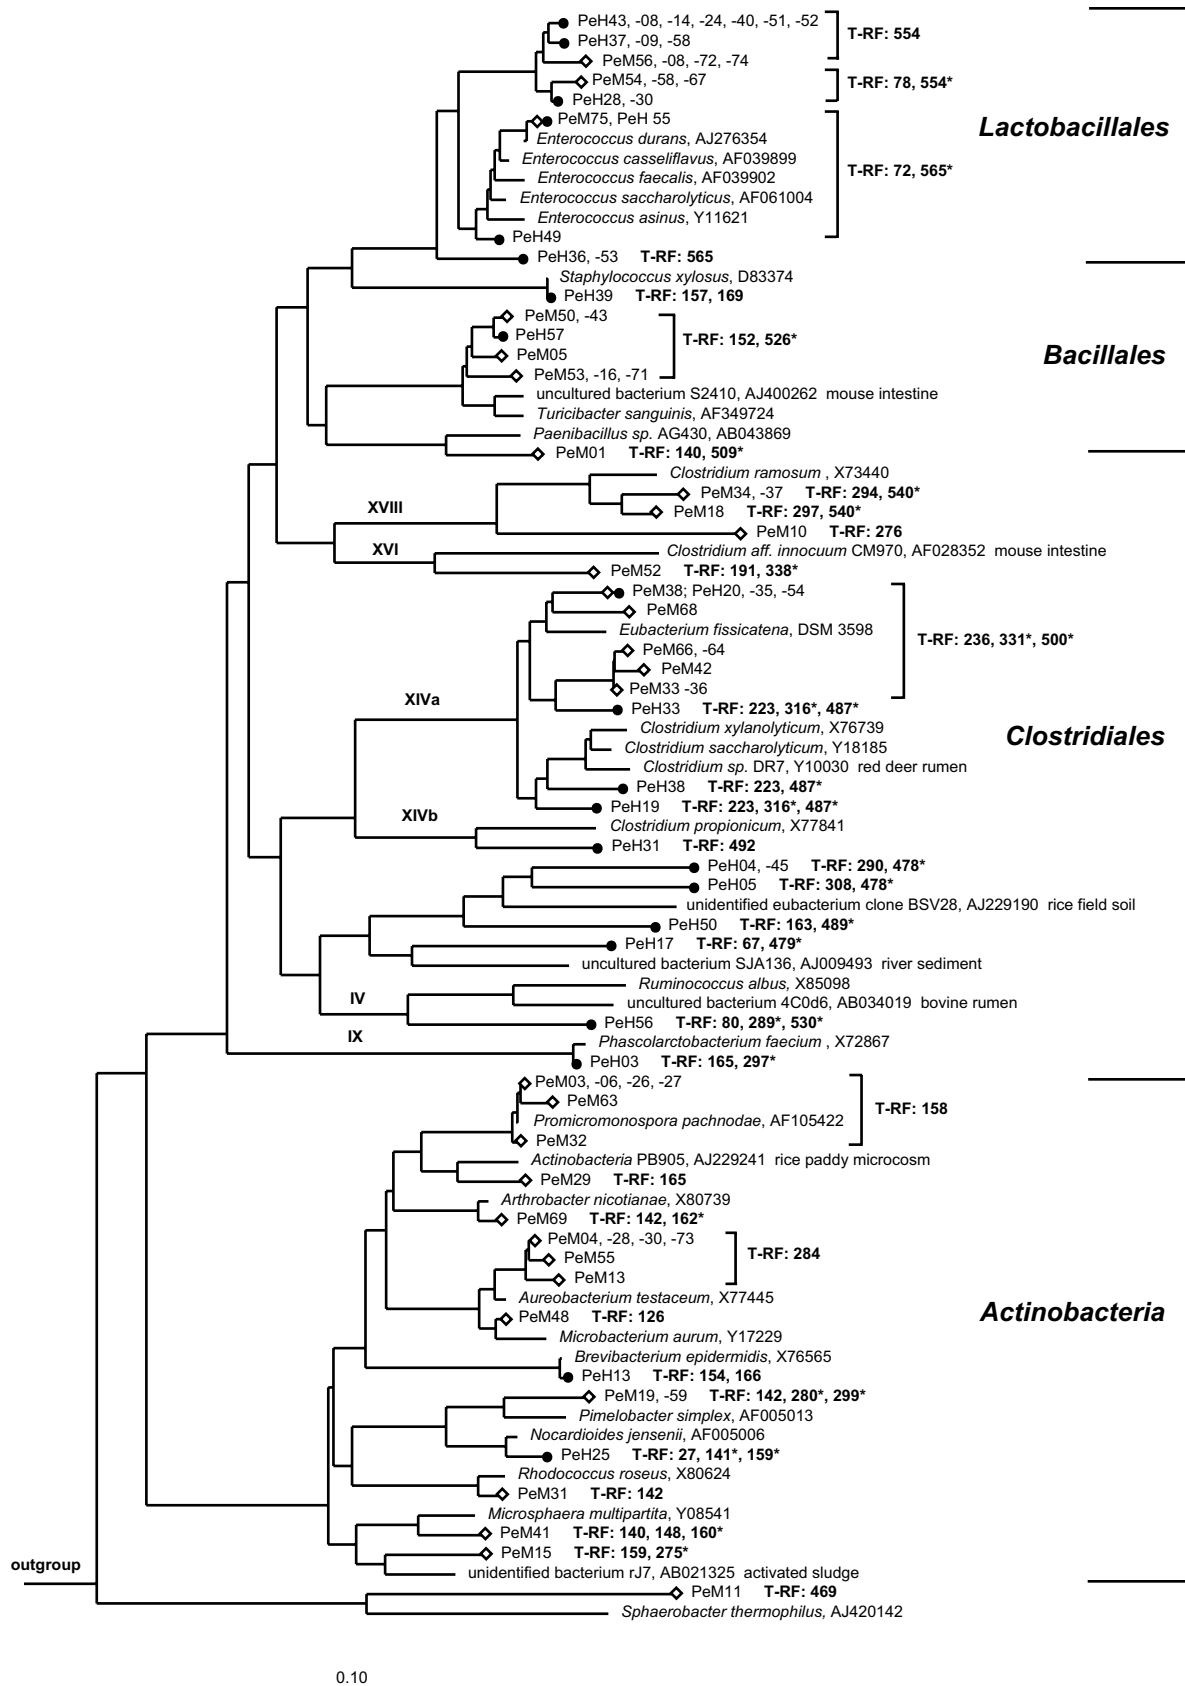 PeH43, -08, -14, -24, -40, -51, -52
PeH37, -09, -58
T-RF: 554
PeM56, -08, -72, -74
PeM54, -58, -67
T-RF: 78, 554*
PeH28, -30
PeM75, PeH 55
Lactobacillales
Enterococcus durans, AJ276354
Enterococcus casseliflavus, AF039899
T-RF: 72, 565*
Enterococcus faecalis, AF039902
Enterococcus saccharolyticus, AF061004
Enterococcus asinus, Y11621
PeH49
PeH36, -53 T-RF: 565
Staphylococcus xylosus, D83374
PeH39 T-RF: 157, 169
PeM50, -43
PeH57
T-RF: 152, 526*
PeM05
Bacillales
PeM53, -16, -71
uncultured bacterium S2410, AJ400262 mouse intestine
Turicibacter sanguinis, AF349724
Paenibacillus sp. AG430, AB043869
PeM01 T-RF: 140, 509*
Clostridium ramosum , X73440
PeM34, -37 T-RF: 294, 540*
XVIII
PeM18 T-RF: 297, 540*
PeM10 T-RF: 276
XVI
Clostridium aff. innocuum CM970, AF028352 mouse intestine
PeM52 T-RF: 191, 338*
PeM38; PeH20, -35, -54
PeM68
Eubacterium fissicatena, DSM 3598
T-RF: 236, 331*, 500*
PeM66, -64
PeM42
PeM33 -36
XIVa
PeH33 T-RF: 223, 316*, 487*
Clostridium xylanolyticum, X76739
Clostridiales
Clostridium saccharolyticum, Y18185
Clostridium sp. DR7, Y10030 red deer rumen
PeH38 T-RF: 223, 487*
PeH19 T-RF: 223, 316*, 487*
XIVb
Clostridium propionicum, X77841
PeH31 T-RF: 492
PeH04, -45 T-RF: 290, 478*
PeH05 T-RF: 308, 478*
unidentified eubacterium clone BSV28, AJ229190 rice field soil
PeH50 T-RF: 163, 489*
PeH17 T-RF: 67, 479*
uncultured bacterium SJA136, AJ009493 river sediment
Ruminococcus albus, X85098
IV
uncultured bacterium 4C0d6, AB034019 bovine rumen
PeH56 T-RF: 80, 289*, 530*
IX
Phascolarctobacterium faecium , X72867
PeH03 T-RF: 165, 297*
PeM03, -06, -26, -27
PeM63
T-RF: 158
Promicromonospora pachnodae, AF105422
PeM32
Actinobacteria PB905, AJ229241 rice paddy microcosm
PeM29 T-RF: 165
Arthrobacter nicotianae, X80739
PeM69 T-RF: 142, 162*
PeM04, -28, -30, -73
T-RF: 284
PeM55
PeM13
Aureobacterium testaceum, X77445
Actinobacteria
PeM48 T-RF: 126
Microbacterium aurum, Y17229
Brevibacterium epidermidis, X76565
PeH13 T-RF: 154, 166
PeM19, -59 T-RF: 142, 280*, 299*
Pimelobacter simplex, AF005013
Nocardioides jensenii, AF005006
PeH25 T-RF: 27, 141*, 159*
Rhodococcus roseus, X80624
PeM31 T-RF: 142
Microsphaera multipartita, Y08541
PeM41 T-RF: 140, 148, 160*
PeM15 T-RF: 159, 275*
outgroup
unidentified bacterium rJ7, AB021325 activated sludge
PeM11 T-RF: 469
Sphaerobacter thermophilus, AJ420142
0.10